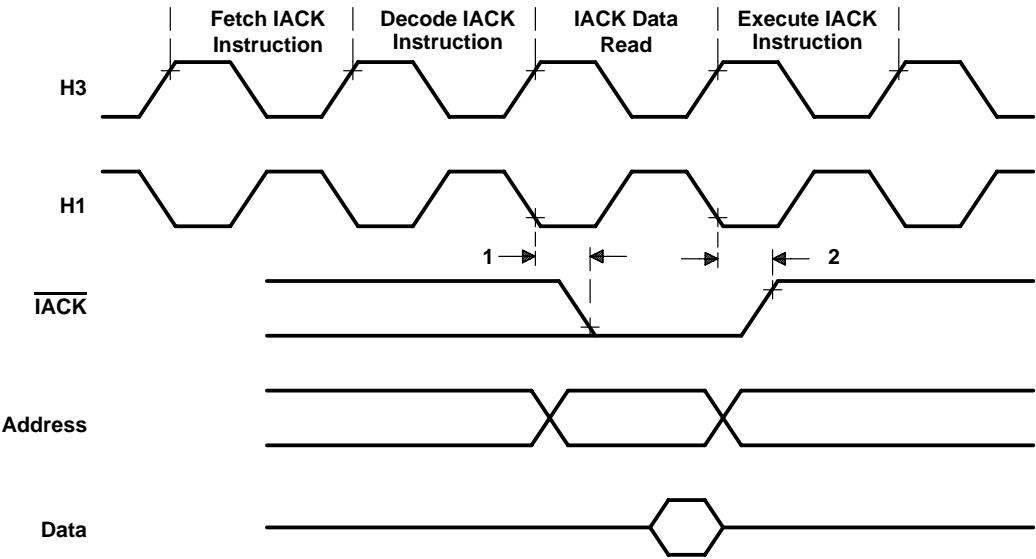 Fetch IACK
Instruction
Decode IACK
Instruction
IACK Data
Read
Execute IACK
Instruction
H3
H1
1
2
IACK
Address
Data